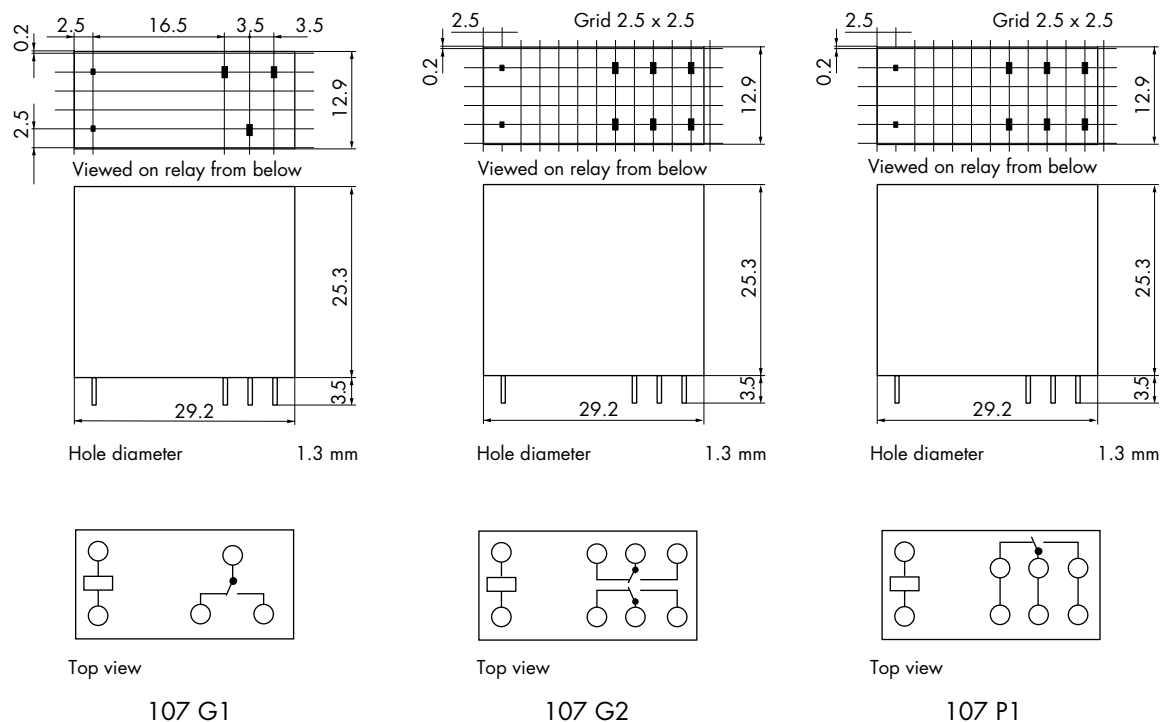 2.5 16.5 3.5 3.5
0.2
2.5
12.9
Viewed on relay from below
25.3
3.5
29.2
Hole diameter 1.3 mm
Top view
107 G1
2.5 Grid 2.5 x 2.5
0.2
12.9
Viewed on relay from below
25.3
3.5
29.2
Hole diameter 1.3 mm
Top view
107 G2
2.5 Grid 2.5 x 2.5
0.2
12.9
Viewed on relay from below
25.3
3.5
29.2
Hole diameter 1.3 mm
Top view
107 P1